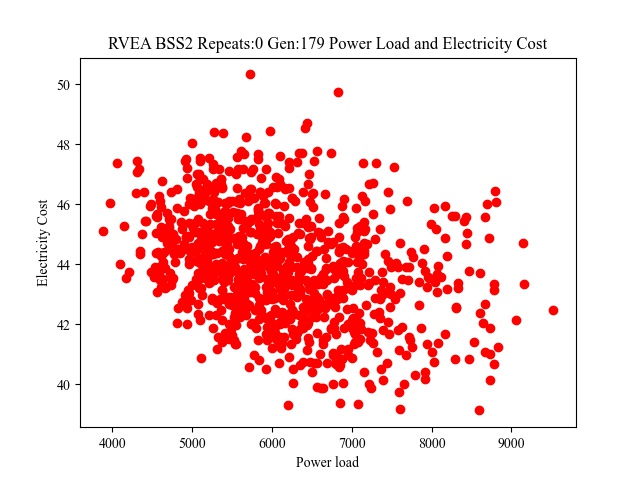 RVEA BSS2 Repeats:0 Gen:179 Power Load and Electricity Cost
50
48
46
44
42
40
Electricity Cost
4000 5000 6000 7000 8000 9000
Power load